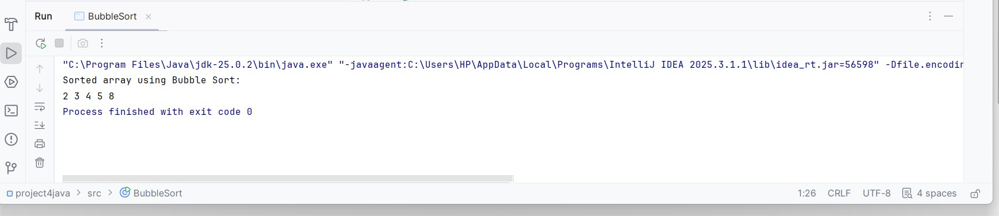 Run BubbleSort
"C:\Program Files\Java\jdk-25.0.2\bin\java.exe" "-javaagent:C:\Users\HP\AppData\Local\Programs\IntelliJ IDEA 2025.3.1.1\lib\idea_rt.jar=56598" -Dfile.encodin
Sorted array using Bubble Sort:
2 3 4 5 8
Process finished with exit code 0
project4java > src > BubbleSort 1:26 CRLF UTF-8 4 spaces